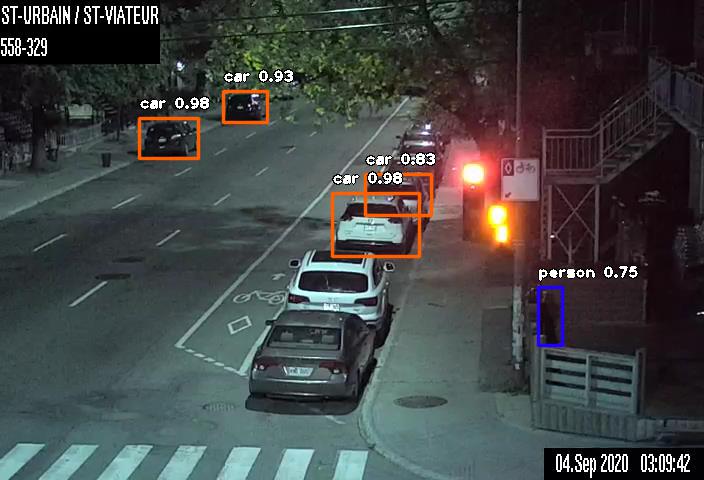 ST-URBAIN / ST-VIATEUR
558-329
car 0.93
car 0.98
car 0.83
car 0.98
person 0.75
04.Sep 2020 03:09:42